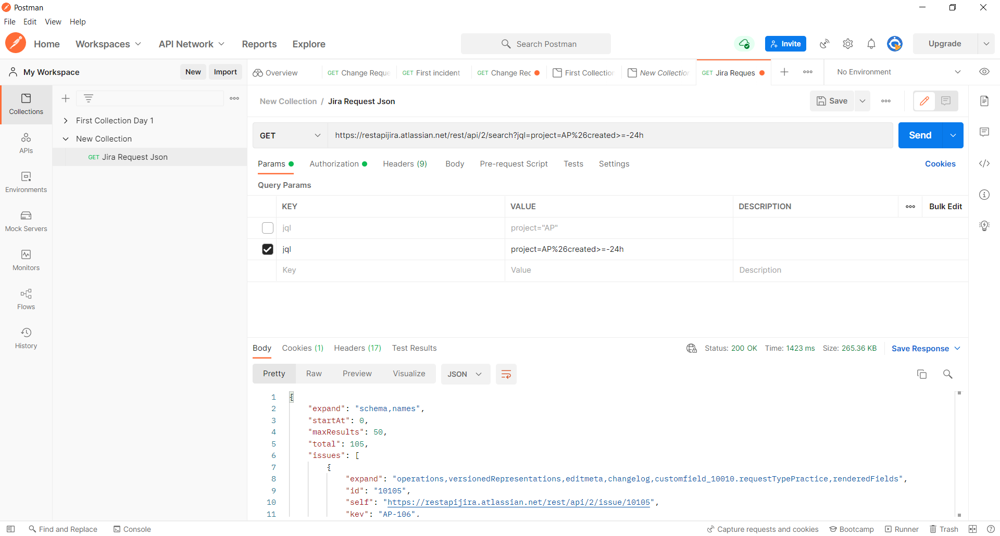 Postman
File Edit View Help
Home Workspaces API Network Reports Explore Search Postman Invite Upgrade
My Workspace New Import
Overview GET Change Reque GET First incident GET Change Rec First Collection New Collection GET Jira Reques No Environment
Collections
APIs
Environments
Mock Servers
Monitors
Flows
History
First Collection Day 1
New Collection
GET Jira Request Json
New Collection / Jira Request Json Save
GET https://restapijira.atlassian.net/rest/api/2/search?jql=project=AP%26created>=-24h Send
Params Authorization Headers (9) Body Pre-request Script Tests Settings Cookies
Query Params
KEY VALUE DESCRIPTION Bulk Edit
jql project="AP"
jql project=AP%26created>=-24h
Key Value Description
Body Cookies (1) Headers (17) Test Results Status: 200 OK Time: 1423 ms Size: 265.36 KB Save Response
Pretty Raw Preview Visualize JSON
1 {
2 "expand": "schema,names",
3 "startAt": 0,
4 "maxResults": 50,
5 "total": 105,
6 "issues": [
7 {
8 "expand": "operations,versionedRepresentations,editmeta,changelog,customfield_10010.requestTypePractice,renderedFields",
9 "id": "10105",
10 "self": "https://restapijira.atlassian.net/rest/api/2/issue/10105",
11 "key": "AP-106",
Find and Replace Console Capture requests and cookies Bootcamp Runner Trash